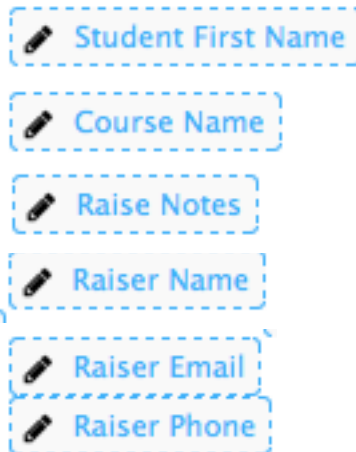 Student First Name
Course Name
Raise Notes
Raiser Name
Raiser Email
Raiser Phone